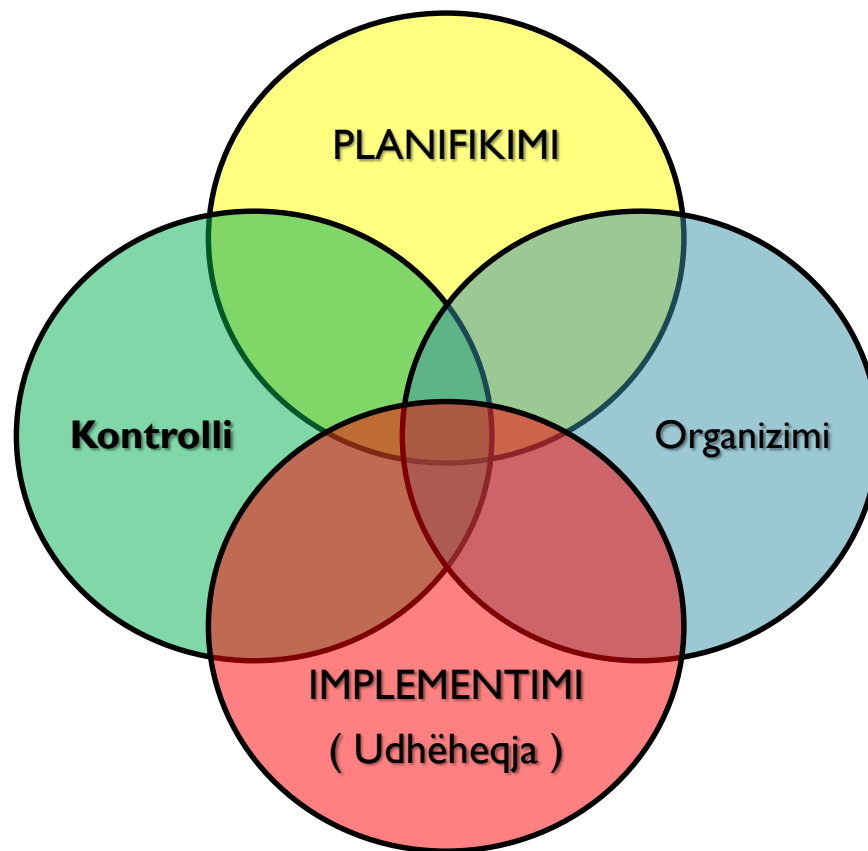 PLANIFIKIMI
Kontrolli
Organizimi
IMPLEMENTIMI
( Udhëheqja )